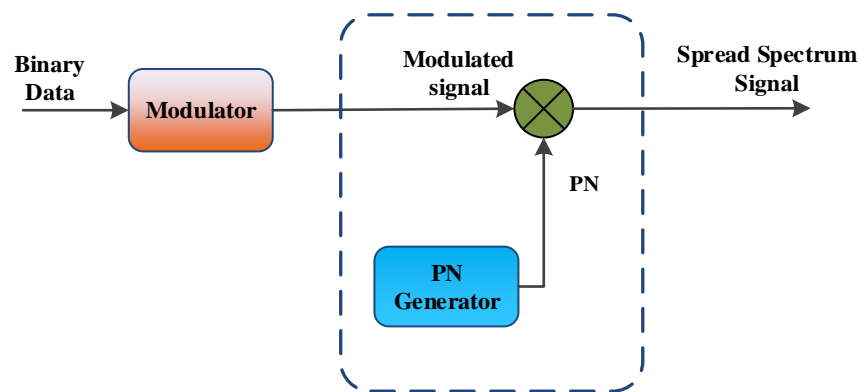 Binary
Data
Modulator
Modulated
signal
Spread Spectrum
Signal
PN
PN
Generator